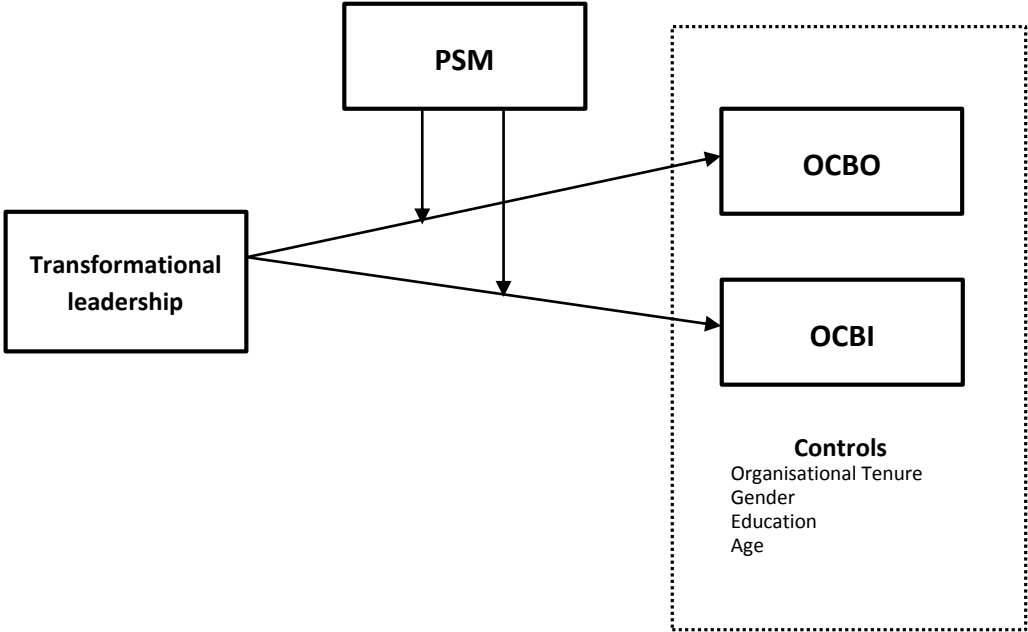 PSM
OCBO
Transformational
leadership
OCBI
Controls
Organisational Tenure
Gender
Education
Age